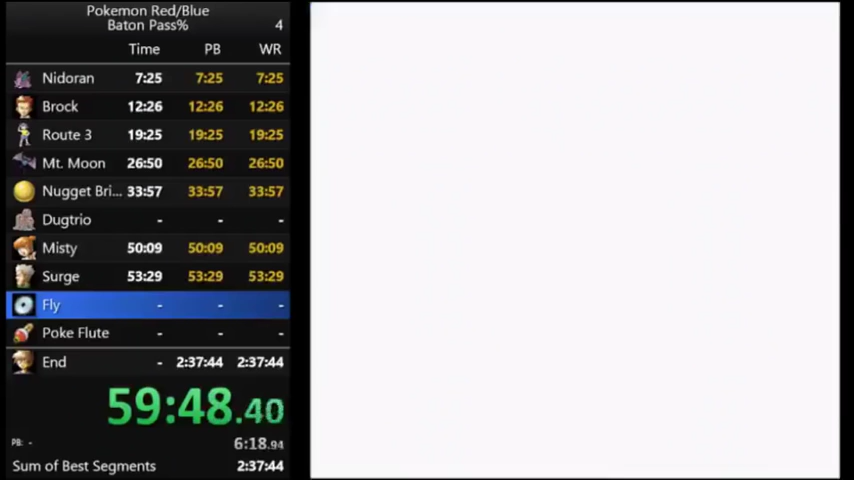 Pokemon Red/Blue
Baton Pass% 4
Time PB WR
Nidoran 7:25 7:25 7:25
Brock 12:26 12:26 12:26
Route 3 19:25 19:25 19:25
Mt. Moon 26:50 26:50 26:50
Nugget Bri... 33:57 33:57 33:57
Dugtrio - - -
Misty 50:09 50:09 50:09
Surge 53:29 53:29 53:29
Fly - - -
Poke Flute - - -
End - 2:37:44 2:37:44
59:48.40
PB: - 6:18.94
Sum of Best Segments 2:37:44